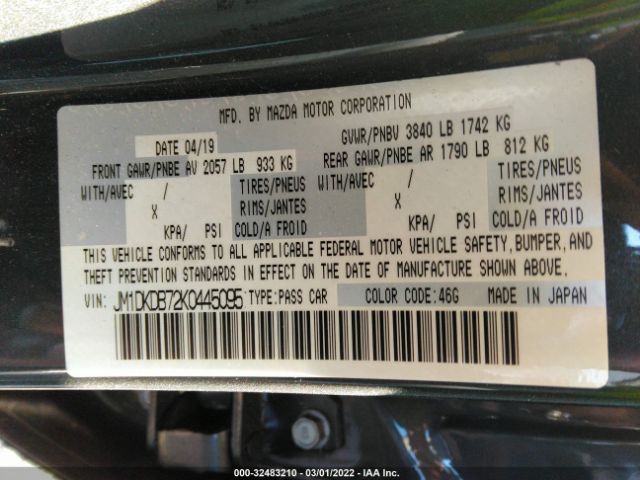 MFD. BY MAZDA MOTOR CORPORATION
DATE 04/19 GVWR/PNBV 3840 LB 1742 KG
FRONT GAWR/PNBE AV 2057 LB 933 KG REAR GAWR/PNBE AR 1790 LB 812 KG
WITH/AVEC / TIRES/PNEUS WITH/AVEC / TIRES/PNEUS
X RIMS/JANTES X RIMS/JANTES
KPA/ PSI COLD/A FROID KPA/ PSI COLD/A FROID
THIS VEHICLE CONFORMS TO ALL APPLICABLE FEDERAL MOTOR VEHICLE SAFETY, BUMPER, AND
THEFT PREVENTION STANDARDS IN EFFECT ON THE DATE OF MANUFACTURE SHOWN ABOVE.
VIN: JM1DKDB72K0445095 TYPE:PASS CAR COLOR CODE: 46G MADE IN JAPAN
000-32483210 - 03/01/2022 - IAA Inc.